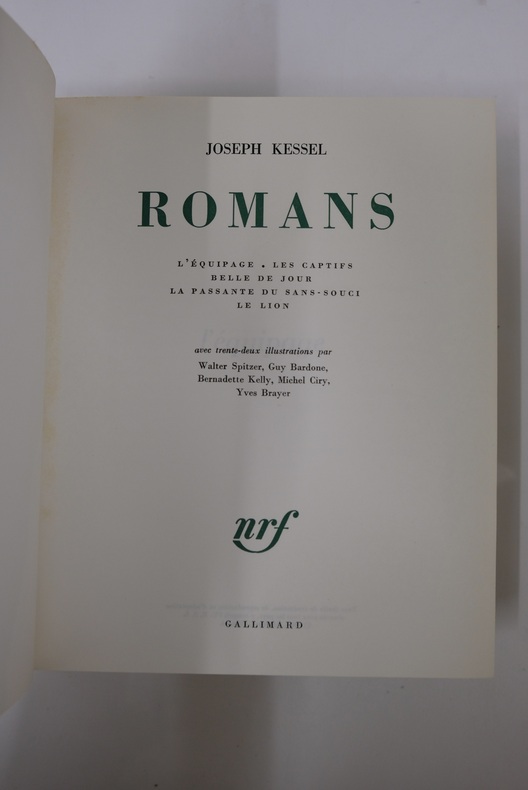 JOSEPH KESSEL
ROMANS
L'ÉQUIPAGE . LES CAPTIFS
BELLE DE JOUR
LA PASSANTE DU SANS-SOUCI
LE LION
avec trente-deux illustrations par
Walter Spitzer, Guy Bardone,
Bernadette Kelly, Michel Ciry,
Yves Brayer
nrf
GALLIMARD